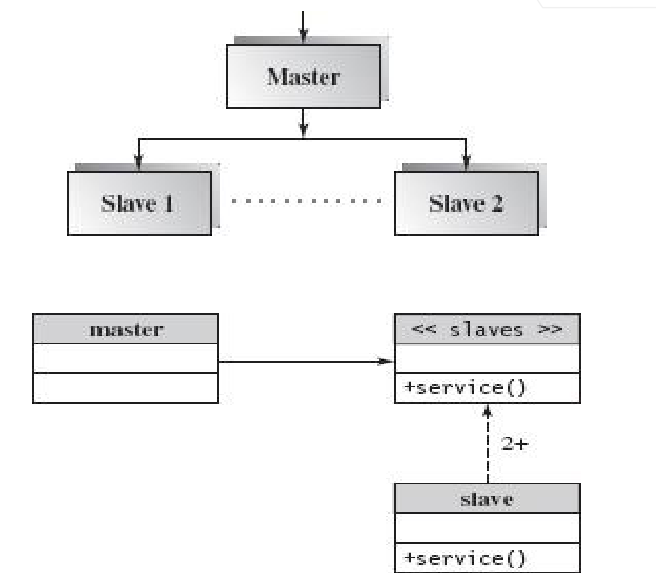 Master
Slave 1
Slave 2
master
<< slaves >>
+service()
2+
slave
+service()